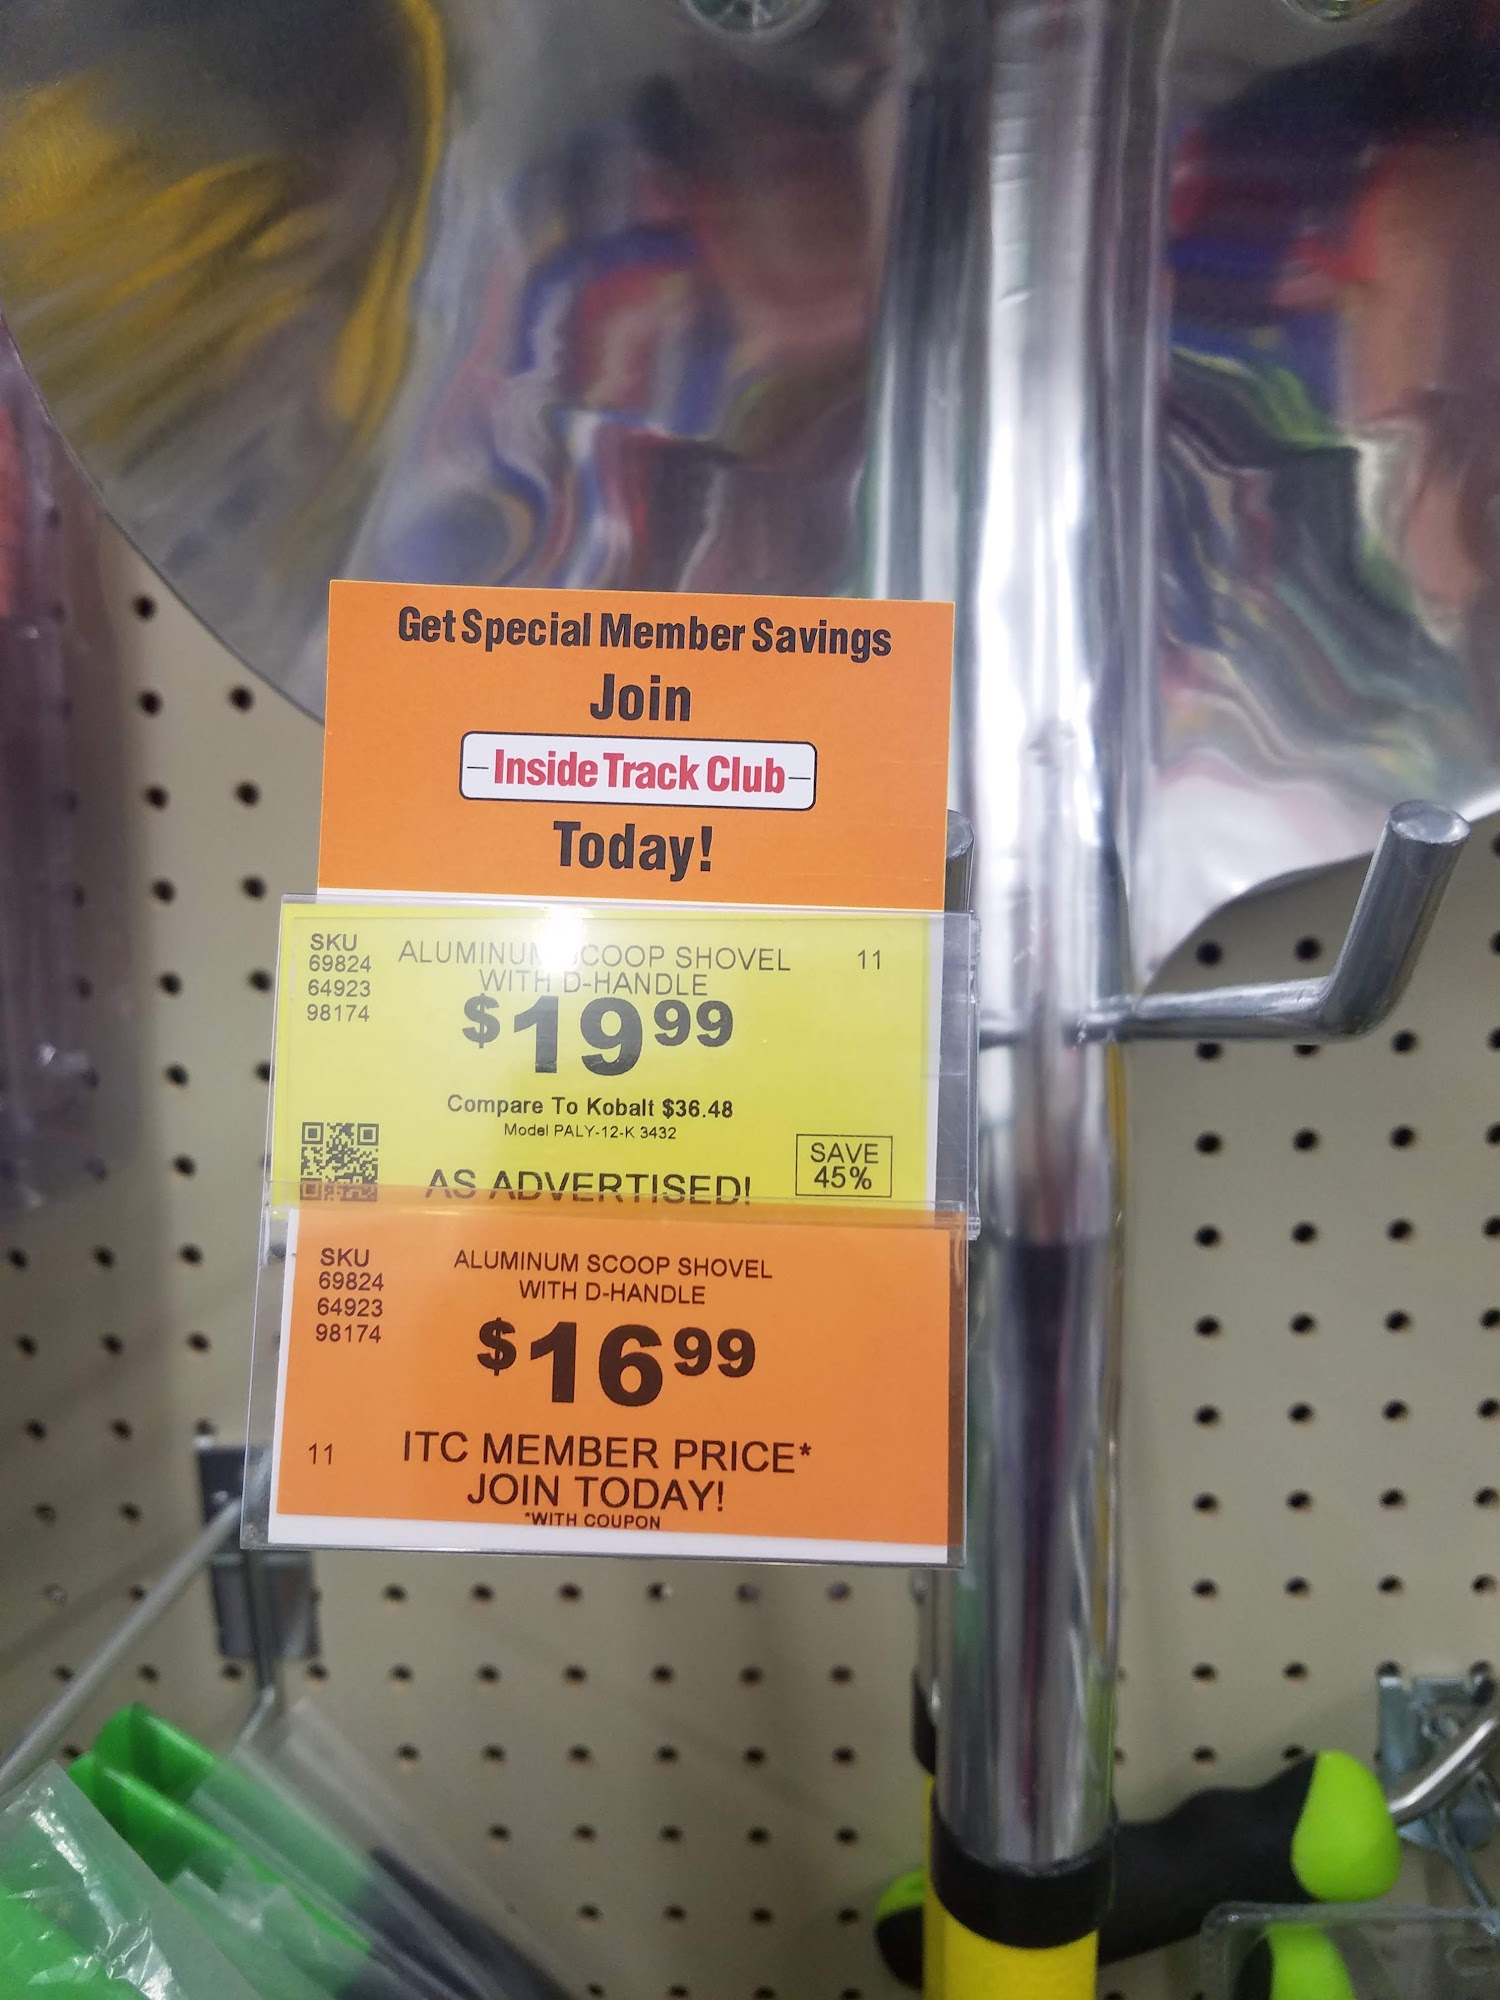 Get Special Member Savings
Join
Inside Track Club
Today!
SKU
69824
64923
98174
ALUMINUM SCOOP SHOVEL
WITH D-HANDLE
11
$19.99
Compare To Kobalt $36.48
Model PALY-12-K 3432
SAVE
45%
AS ADVERTISED!
SKU
69824
64923
98174
ALUMINUM SCOOP SHOVEL
WITH D-HANDLE
$16.99
11
ITC MEMBER PRICE*
JOIN TODAY!
*WITH COUPON